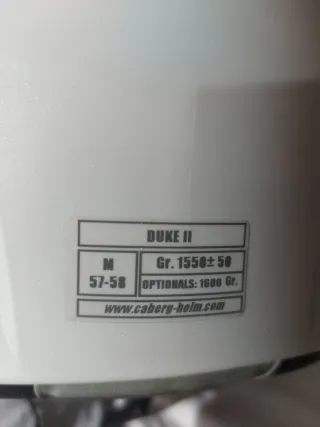 DUKE II
M
57-58
Gr. 1550± 50
OPTIONALS: 1600 Gr.
www.caberg-helm.com